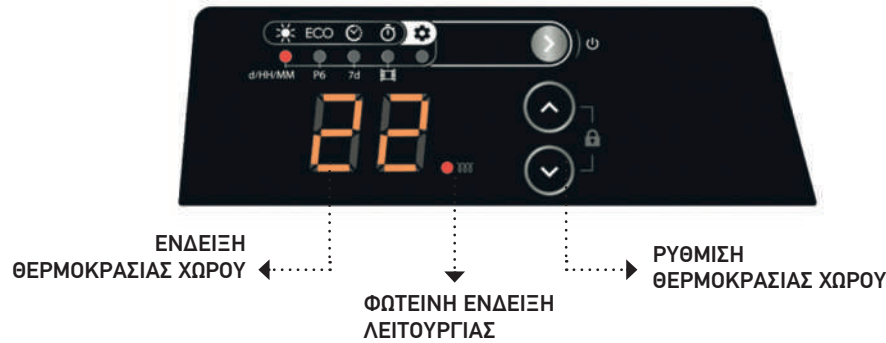 ECO
d/HH/MM P6 7d
22
ΕΝΔΕΙΞΗ
ΘΕΡΜΟΚΡΑΣΙΑΣ ΧΩΡΟΥ
ΦΩΤΕΙΝΗ ΕΝΔΕΙΞΗ
ΛΕΙΤΟΥΡΓΙΑΣ
ΡΥΘΜΙΣΗ
ΘΕΡΜΟΚΡΑΣΙΑΣ ΧΩΡΟΥ